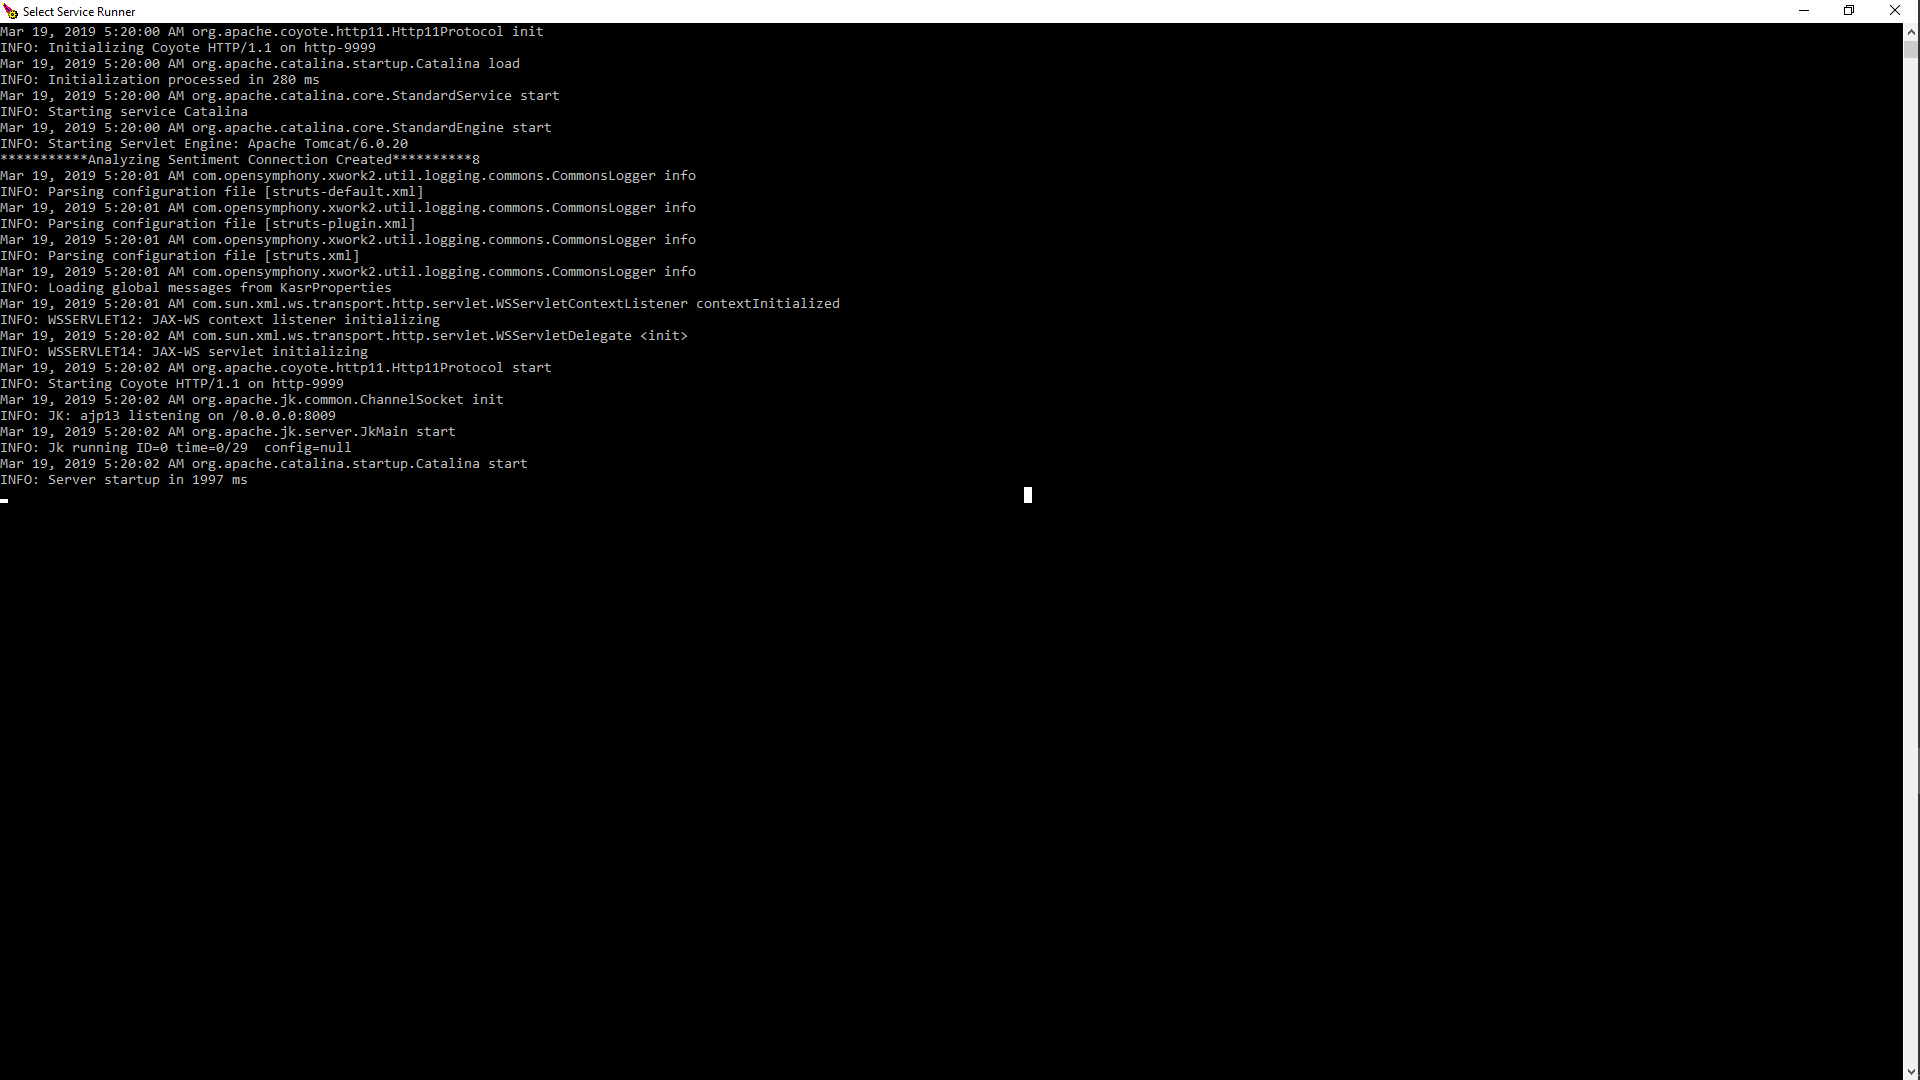 Select Service Runner
Mar 19, 2019 5:20:00 AM org.apache.coyote.http11.Http11Protocol init
INFO: Initializing Coyote HTTP/1.1 on http-9999
Mar 19, 2019 5:20:00 AM org.apache.catalina.startup.Catalina load
INFO: Initialization processed in 280 ms
Mar 19, 2019 5:20:00 AM org.apache.catalina.core.StandardService start
INFO: Starting service Catalina
Mar 19, 2019 5:20:00 AM org.apache.catalina.core.StandardEngine start
INFO: Starting Servlet Engine: Apache Tomcat/6.0.20
***********Analyzing Sentiment Connection Created**********8
Mar 19, 2019 5:20:01 AM com.opensymphony.xwork2.util.logging.commons.CommonsLogger info
INFO: Parsing configuration file [struts-default.xml]
Mar 19, 2019 5:20:01 AM com.opensymphony.xwork2.util.logging.commons.CommonsLogger info
INFO: Parsing configuration file [struts-plugin.xml]
Mar 19, 2019 5:20:01 AM com.opensymphony.xwork2.util.logging.commons.CommonsLogger info
INFO: Parsing configuration file [struts.xml]
Mar 19, 2019 5:20:01 AM com.opensymphony.xwork2.util.logging.commons.CommonsLogger info
INFO: Loading global messages from KasrProperties
Mar 19, 2019 5:20:01 AM com.sun.xml.ws.transport.http.servlet.WSServletContextListener contextInitialized
INFO: WSSERVLET12: JAX-WS context listener initializing
Mar 19, 2019 5:20:02 AM com.sun.xml.ws.transport.http.servlet.WSServletDelegate <init>
INFO: WSSERVLET14: JAX-WS servlet initializing
Mar 19, 2019 5:20:02 AM org.apache.coyote.http11.Http11Protocol start
INFO: Starting Coyote HTTP/1.1 on http-9999
Mar 19, 2019 5:20:02 AM org.apache.jk.common.ChannelSocket init
INFO: JK: ajp13 listening on /0.0.0.0:8009
Mar 19, 2019 5:20:02 AM org.apache.jk.server.JkMain start
INFO: Jk running ID=0 time=0/29  config=null
Mar 19, 2019 5:20:02 AM org.apache.catalina.startup.Catalina start
INFO: Server startup in 1997 ms